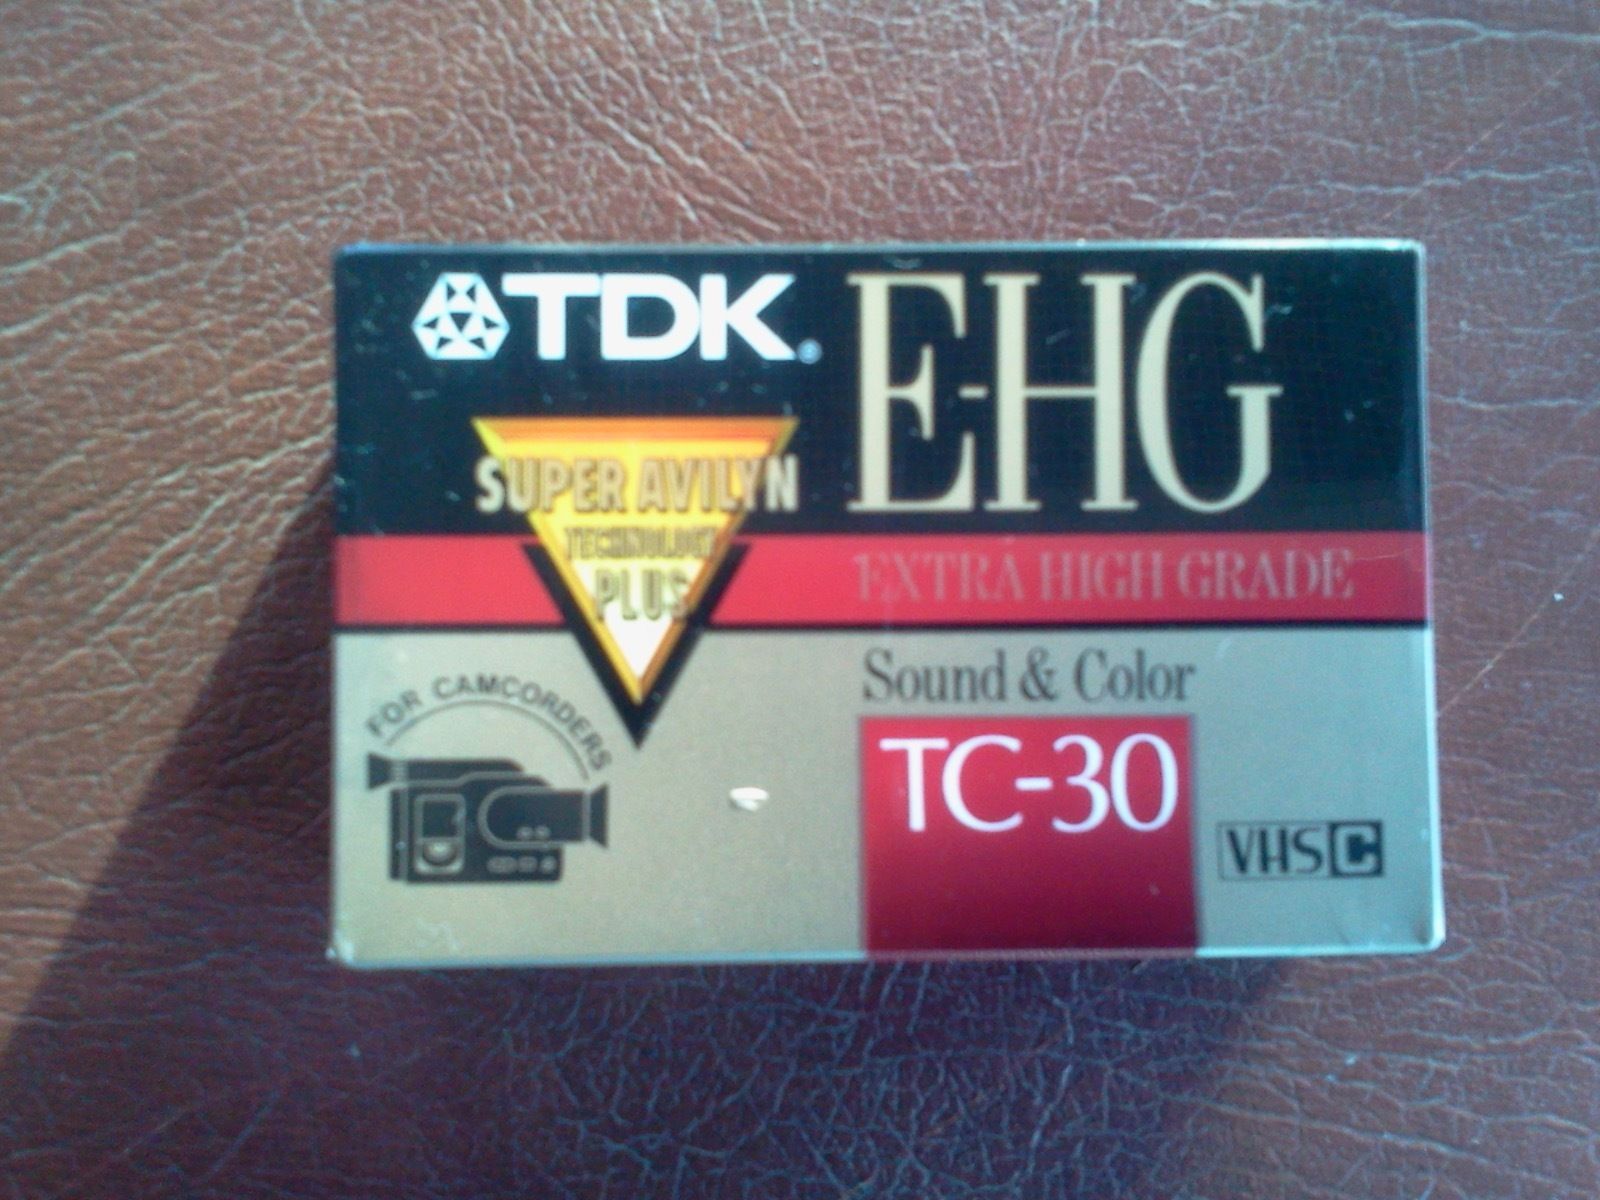 TDK®
E-HG
SUPER AVILYN
TECHNOLOGY
PLUS
EXTRA HIGH GRADE
FOR CAMCORDERS
Sound & Color
TC-30
VHS C